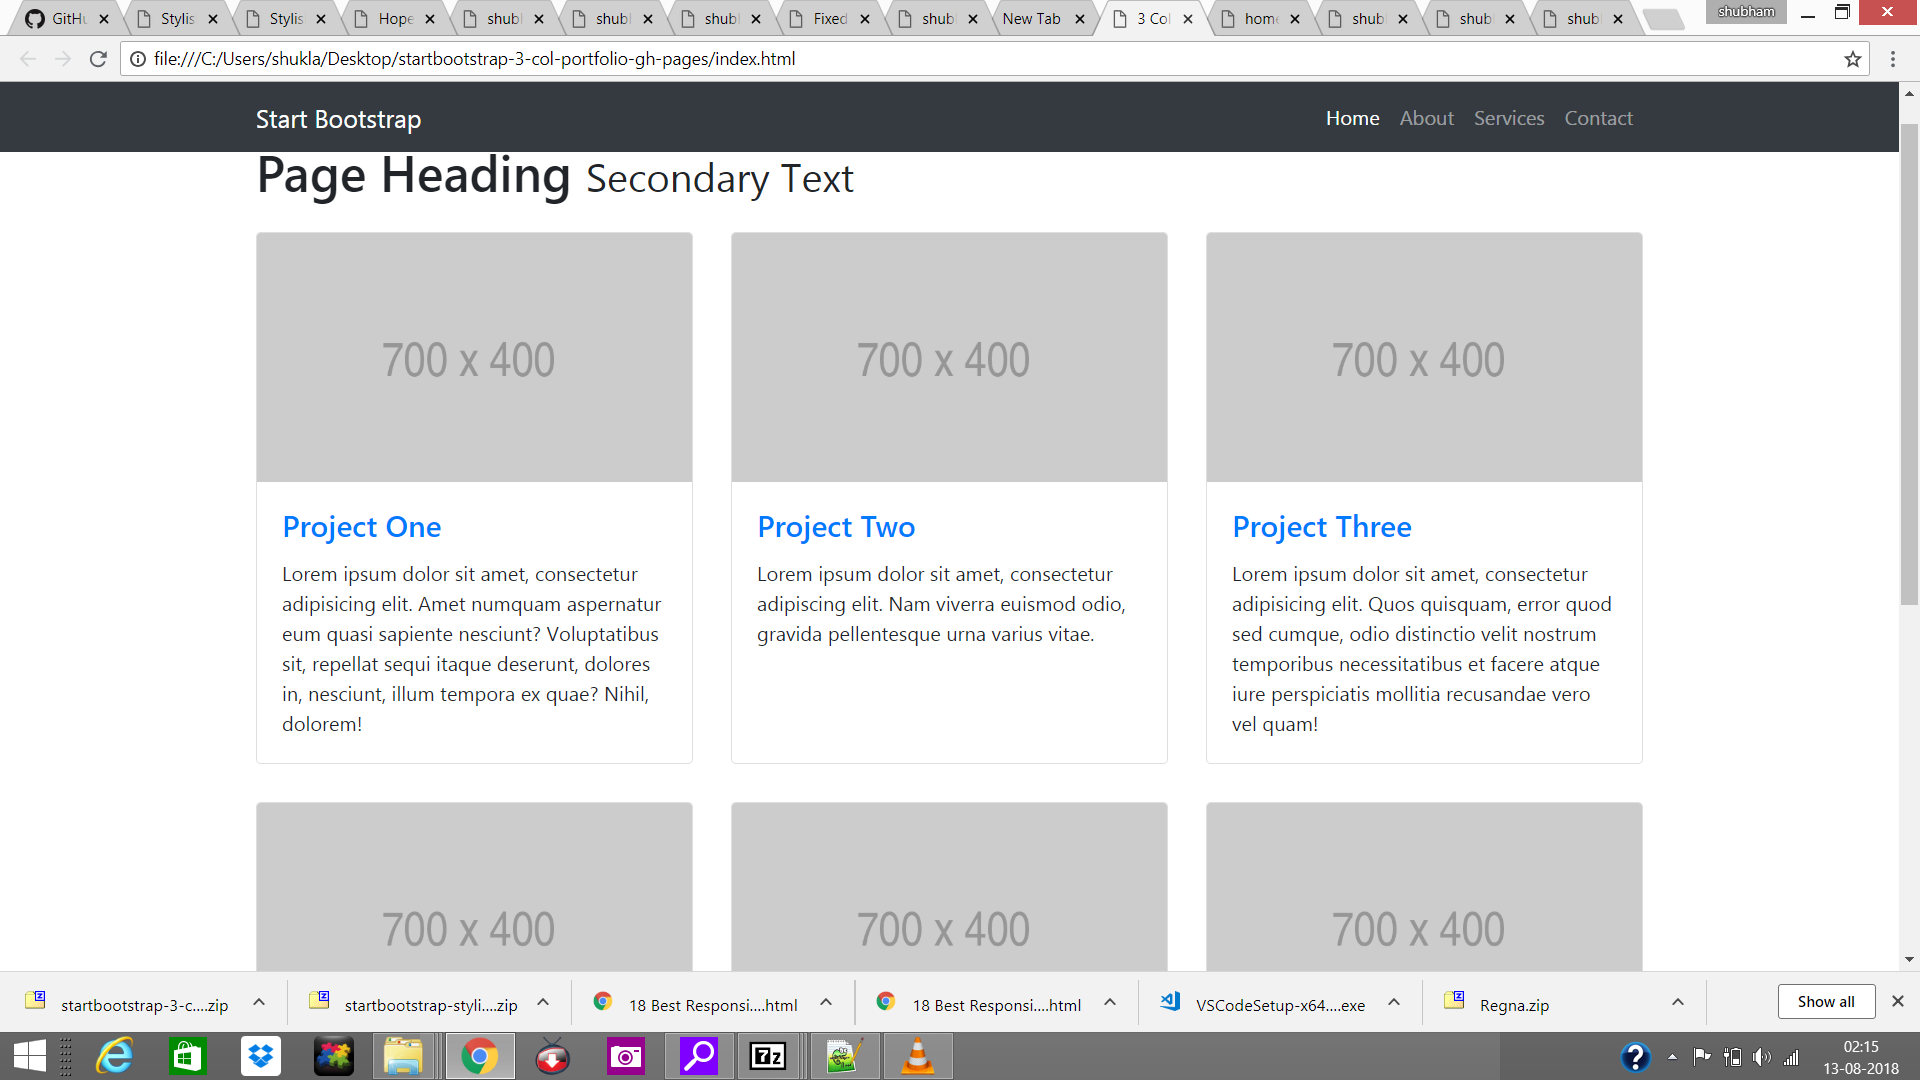 GitHu Stylis Stylis Hope shubl shubl shubl Fixed shubl New Tab 3 Col home shubl shubl shubl shubham
file:///C:/Users/shukla/Desktop/startbootstrap-3-col-portfolio-gh-pages/index.html
Start Bootstrap Home About Services Contact
Page Heading Secondary Text
700 x 400
700 x 400
700 x 400
Project One
Lorem ipsum dolor sit amet, consectetur
adipisicing elit. Amet numquam aspernatur
eum quasi sapiente nesciunt? Voluptatibus
sit, repellat sequi itaque deserunt, dolores
in, nesciunt, illum tempora ex quae? Nihil,
dolorem!
Project Two
Lorem ipsum dolor sit amet, consectetur
adipiscing elit. Nam viverra euismod odio,
gravida pellentesque urna varius vitae.
Project Three
Lorem ipsum dolor sit amet, consectetur
adipisicing elit. Quos quisquam, error quod
sed cumque, odio distinctio velit nostrum
temporibus necessitatibus et facere atque
iure perspiciatis mollitia recusandae vero
vel quam!
700 x 400
700 x 400
700 x 400
startbootstrap-3-c....zip startbootstrap-styli....zip 18 Best Responsi....html 18 Best Responsi....html VSCodeSetup-x64....exe Regna.zip Show all
7z
02:15
13-08-2018